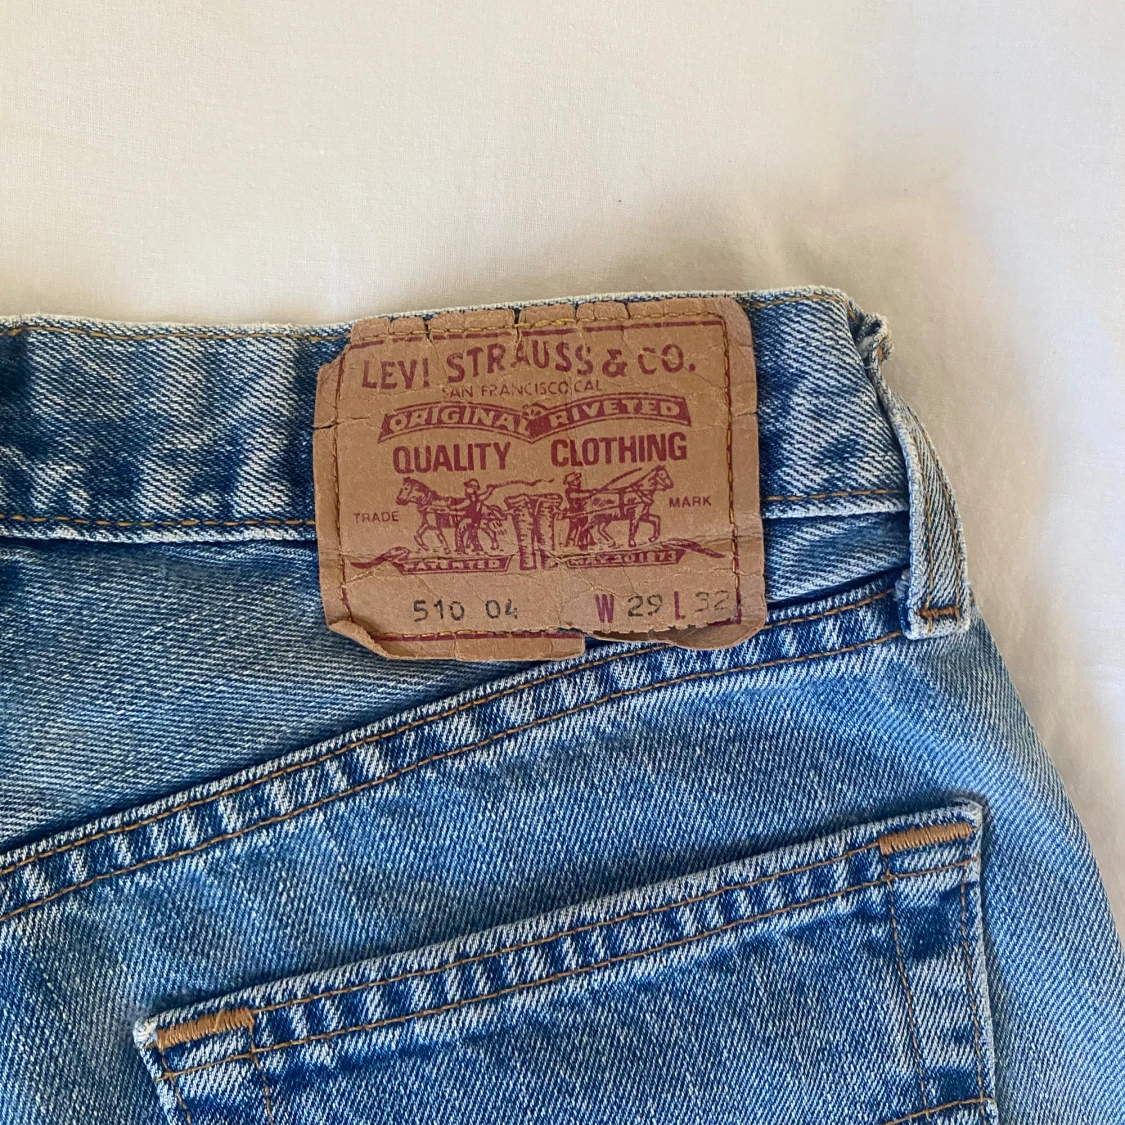 LEVI STRAUSS & CO.
SAN FRANCISCO CAL
ORIGINAL RIVETED
QUALITY CLOTHING
TRADE MARK
PATENTED MAY 20 1873
510 04 W 29 L 32